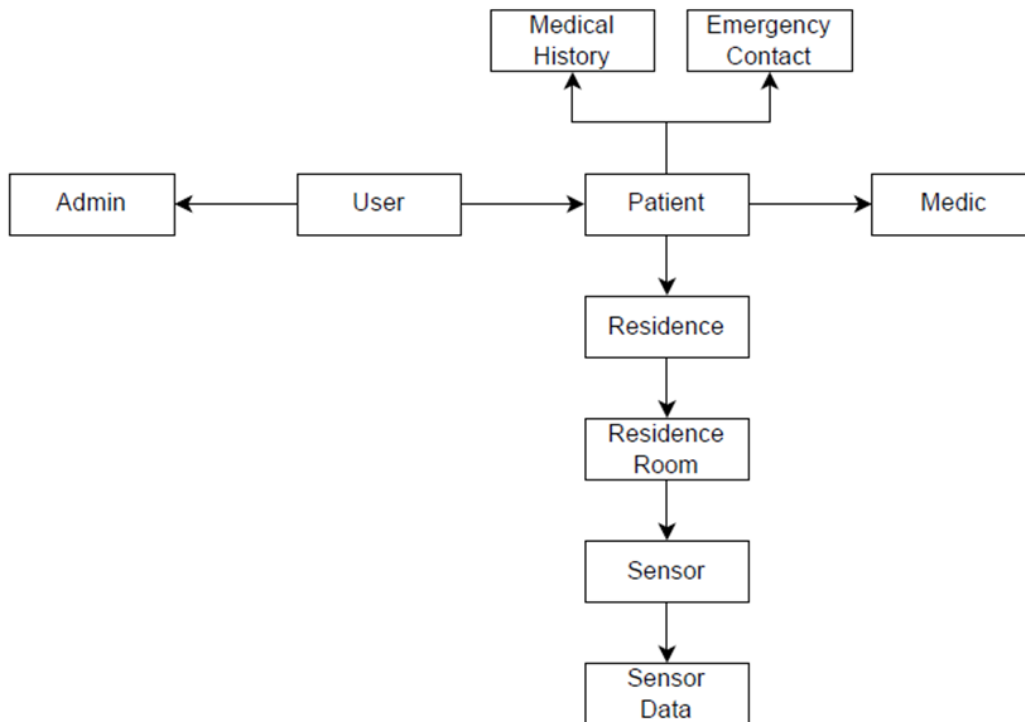 Medical
History
Emergency
Contact
Admin
User
Patient
Medic
Residence
Residence
Room
Sensor
Sensor
Data